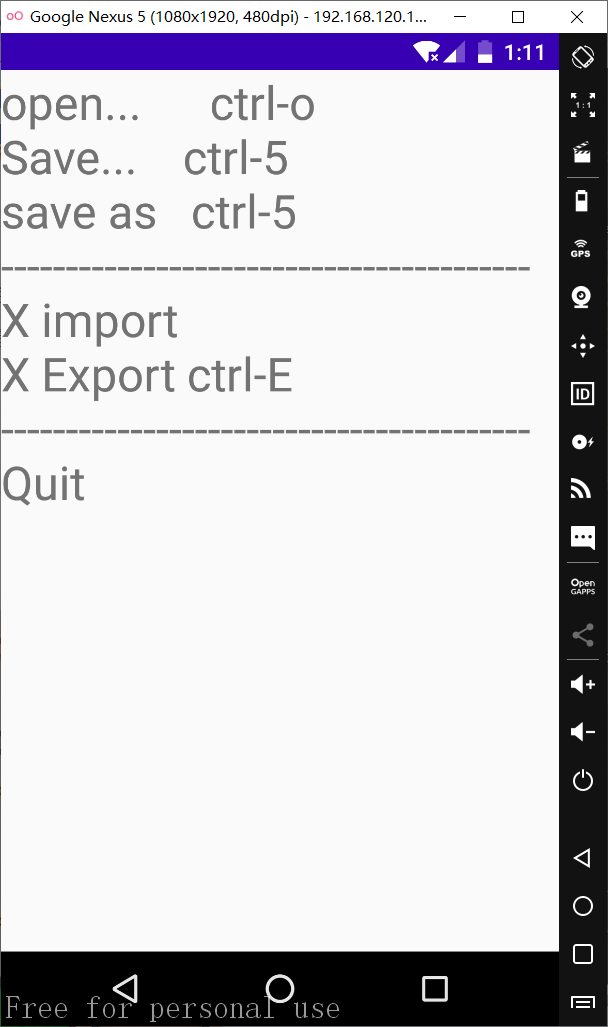 Google Nexus 5 (1080x1920, 480dpi) - 192.168.120.1...
1:11
open... ctrl-o
Save... ctrl-5
save as ctrl-5
-----------------------------------------
X import
X Export ctrl-E
-----------------------------------------
Quit
1:1
GPS
ID
Open
GAPPS
Free for personal use